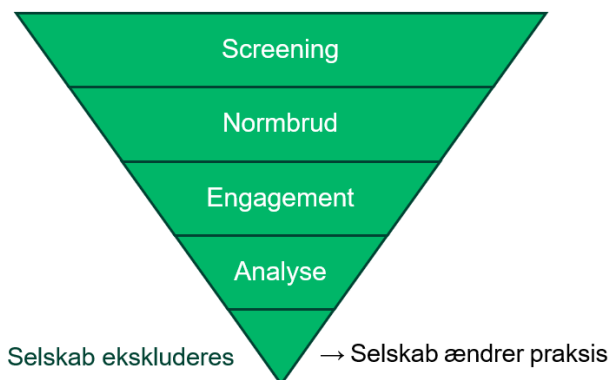 Screening
Normbrud
Engagement
Analyse
Selskab ekskluderes
→ Selskab ændrer praksis